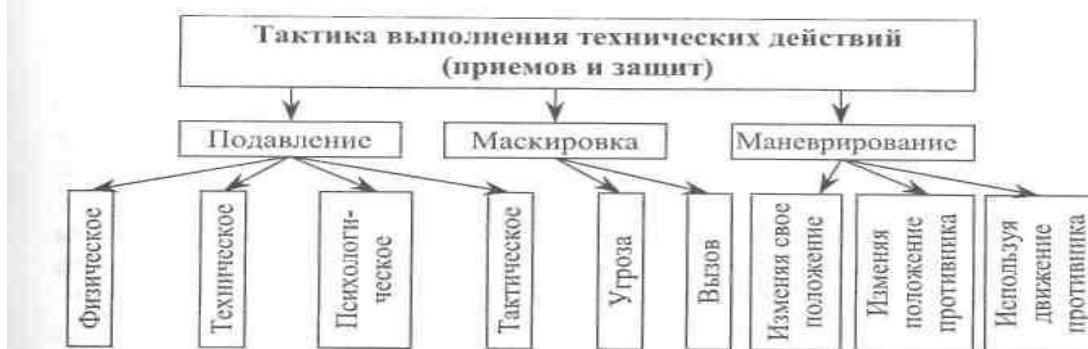 Тактика выполнения технических действий
(приемов и защит)
Подавление
Маскировка
Маневрирование
Физическое
Техническое
Психологи-
ческое
Тактическое
Угроза
Вызов
Изменяя свое
положение
Изменяя
положение
противника
Используя
движение
противника